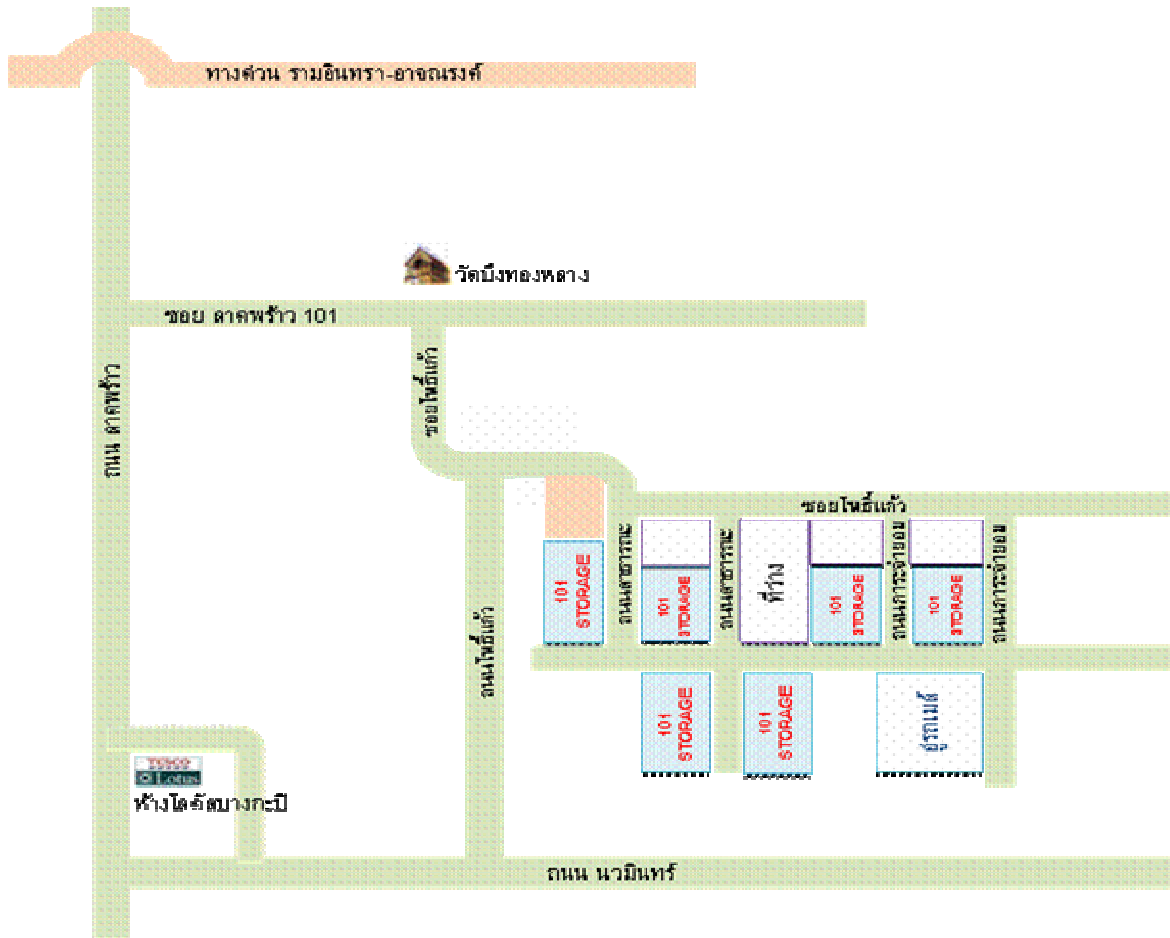 ทางด่วน รามอินทรา-อาจณรงค์
วัดบึงทองหลาง
ซอย ลาดพร้าว 101
ถนน ลาดพร้าว
ซอยโพธิ์แก้ว
ซอยโพธิ์แก้ว
101
STORAGE
ถนนสาธารณะ
101
STORAGE
ถนนสาธารณะ
ที่ว่าง
101
STORAGE
ถนนภาระจำยอม
101
STORAGE
ถนนภาระจำยอม
ถนนโพธิ์แก้ว
101
STORAGE
101
STORAGE
อู่รถเมล์
TESCO
Lotus
ห้างโลตัสบางกะปิ
ถนน นวมินทร์